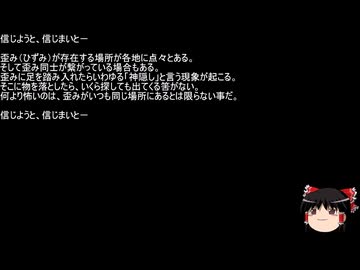 信じようと、信じまいとー
歪み（ひずみ）が存在する場所が各地に点々とある。
そして歪み同士が繋がっている場合もある。
歪みに足を踏み入れたらいわゆる「神隠し」と言う現象が起こる。
そこに物を落としたら、いくら探しても出てくる筈がない。
何より怖いのは、歪みがいつも同じ場所にあるとは限らない事だ。
信じようと、信じまいとー